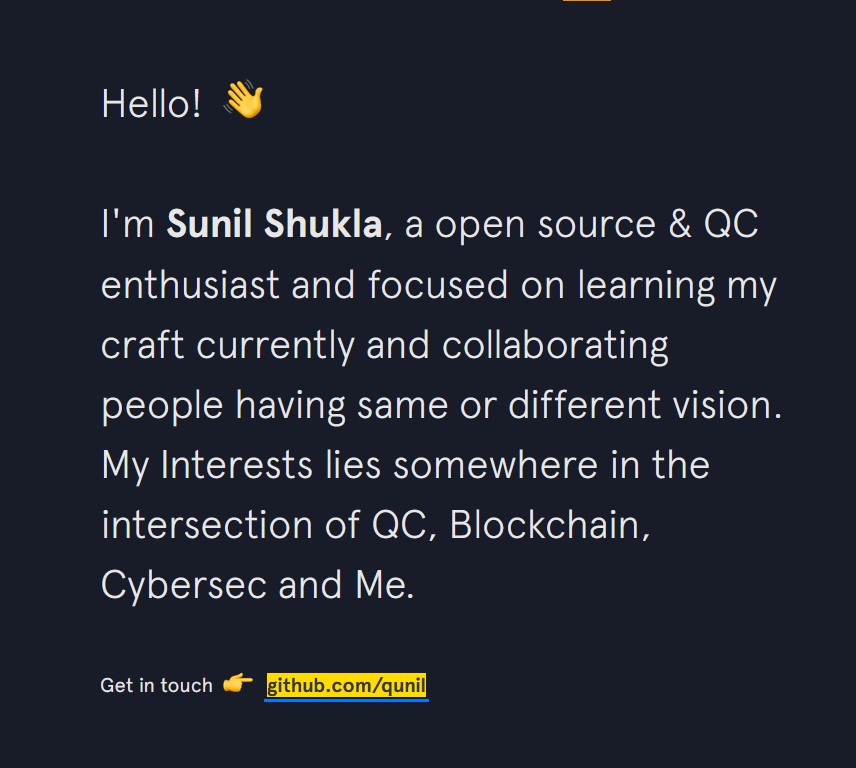 Hello! 👋
I'm Sunil Shukla, a open source & QC
enthusiast and focused on learning my
craft currently and collaborating
people having same or different vision.
My Interests lies somewhere in the
intersection of QC, Blockchain,
Cybersec and Me.
Get in touch 👉 github.com/qunil